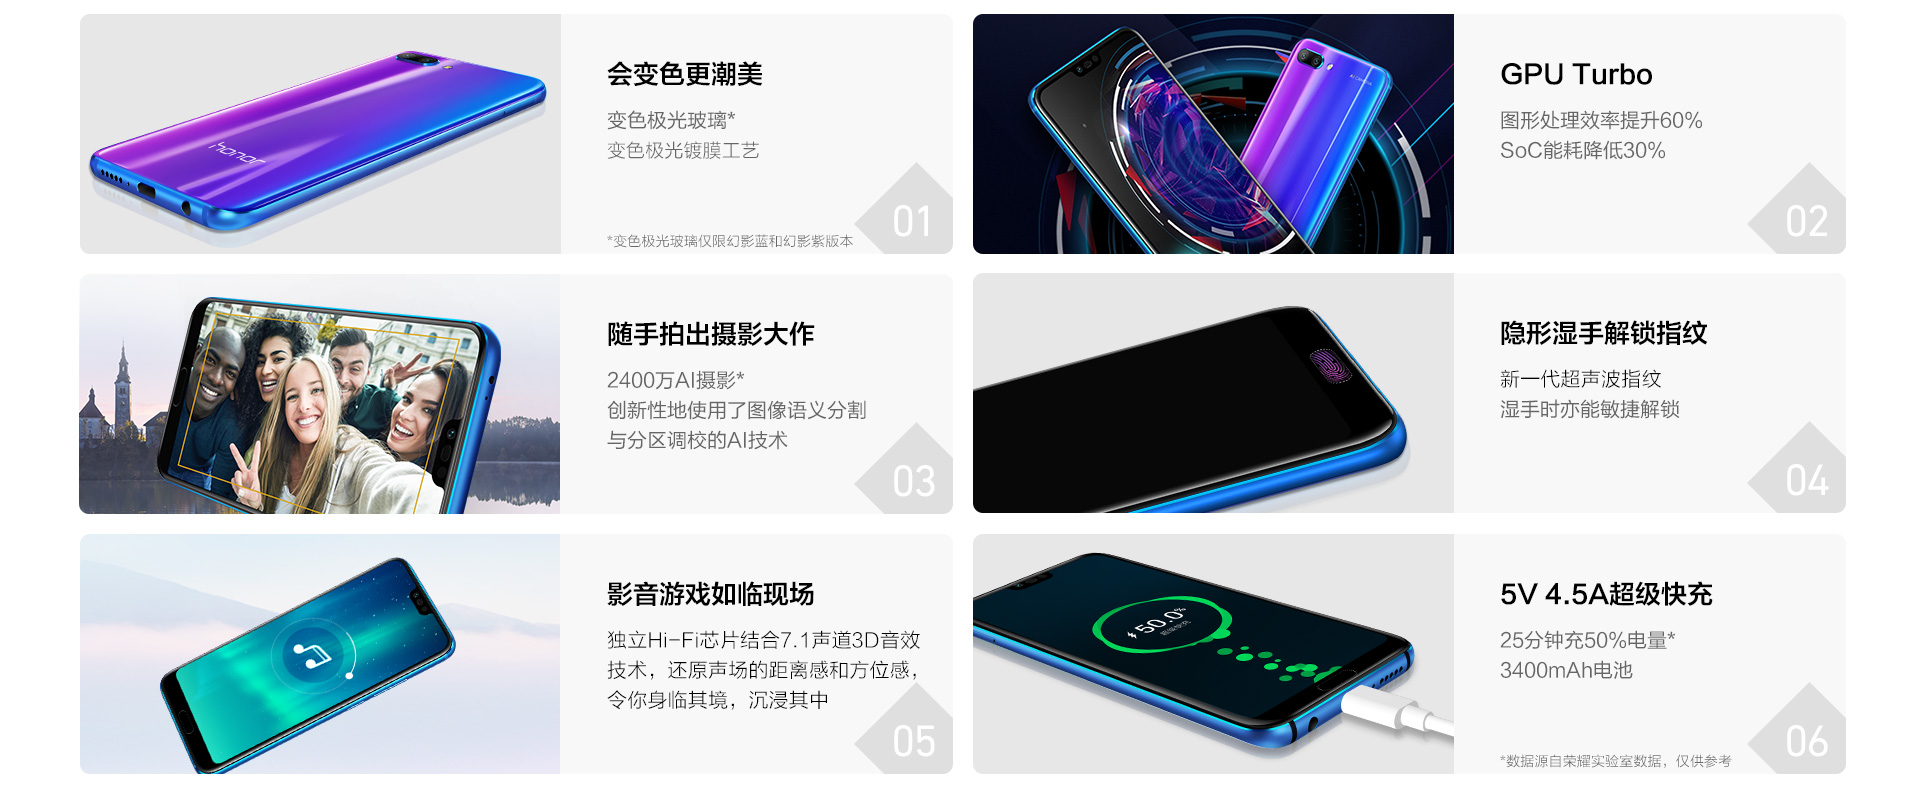 honor
会变色更潮美
变色极光玻璃*
变色极光镀膜工艺
*变色极光玻璃仅限幻影蓝和幻影紫版本
01
GPU Turbo
图形处理效率提升60%
SoC能耗降低30%
02
随手拍出摄影大作
2400万AI摄影*
创新性地使用了图像语义分割
与分区调校的AI技术
03
隐形湿手解锁指纹
新一代超声波指纹
湿手时亦能敏捷解锁
04
影音游戏如临现场
独立Hi-Fi芯片结合7.1声道3D音效
技术，还原声场的距离感和方位感，
令你身临其境，沉浸其中
05
50.0%
5V 4.5A超级快充
25分钟充50%电量*
3400mAh电池
*数据源自荣耀实验室数据，仅供参考
06